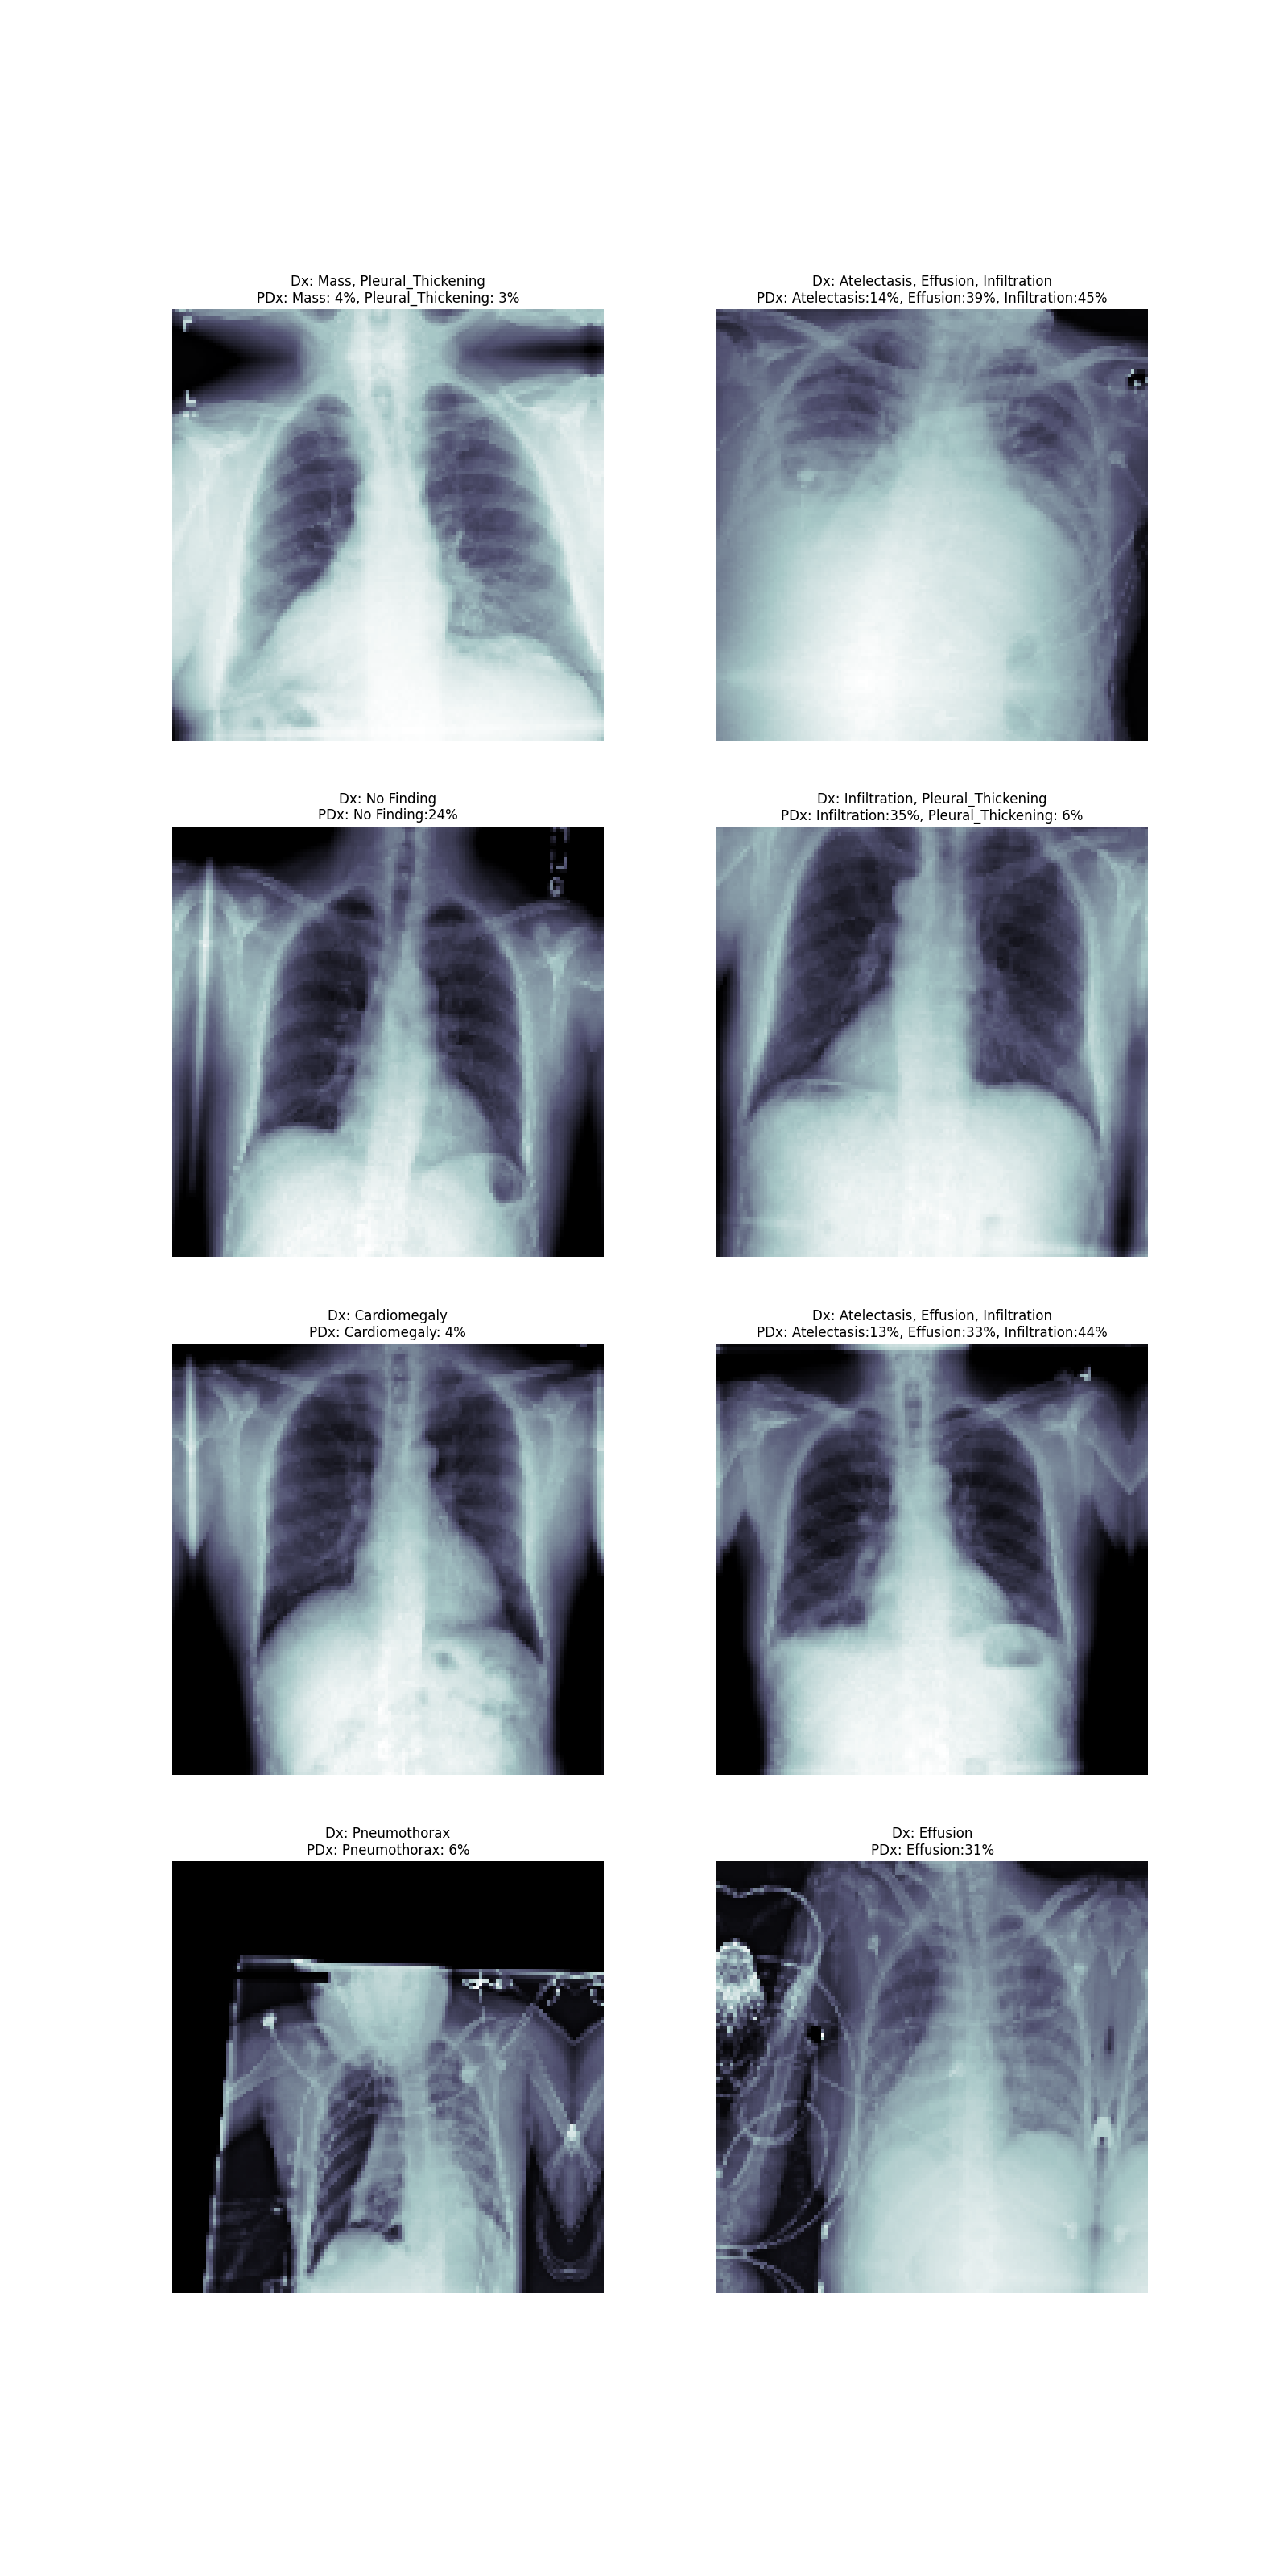 Dx: Mass, Pleural_Thickening
PDx: Mass: 4%, Pleural_Thickening: 3%
Dx: Atelectasis, Effusion, Infiltration
PDx: Atelectasis:14%, Effusion:39%, Infiltration:45%
Dx: No Finding
PDx: No Finding:24%
Dx: Infiltration, Pleural_Thickening
PDx: Infiltration:35%, Pleural_Thickening: 6%
Dx: Cardiomegaly
PDx: Cardiomegaly: 4%
Dx: Atelectasis, Effusion, Infiltration
PDx: Atelectasis:13%, Effusion:33%, Infiltration:44%
Dx: Pneumothorax
PDx: Pneumothorax: 6%
Dx: Effusion
PDx: Effusion:31%